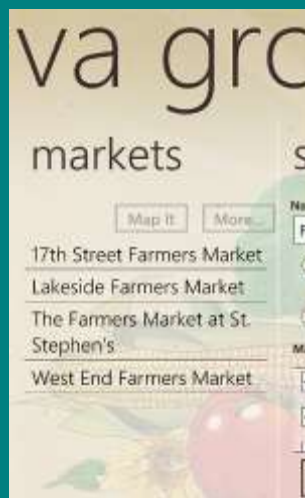 va gro
markets
Map It More...
17th Street Farmers Market
Lakeside Farmers Market
The Farmers Market at St.
Stephen's
West End Farmers Market